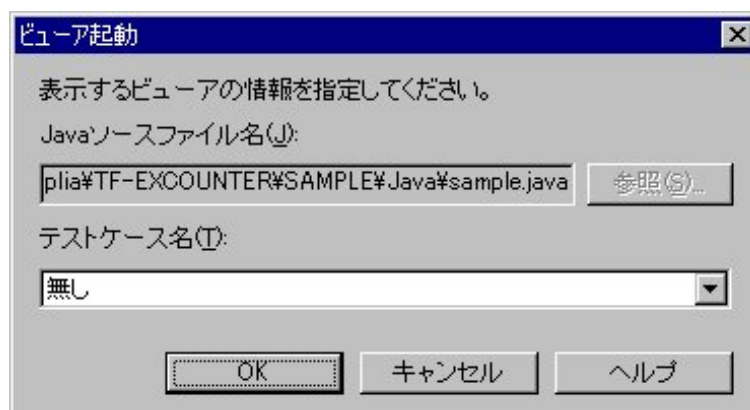 ビューア起動
表示するビューアの情報を指定してください。
Javaソースファイル名(J):
plia¥TF-EXCOUNTER¥SAMPLE¥Java¥sample.java
参照(S)...
テストケース名(T):
無し
OK
キャンセル
ヘルプ